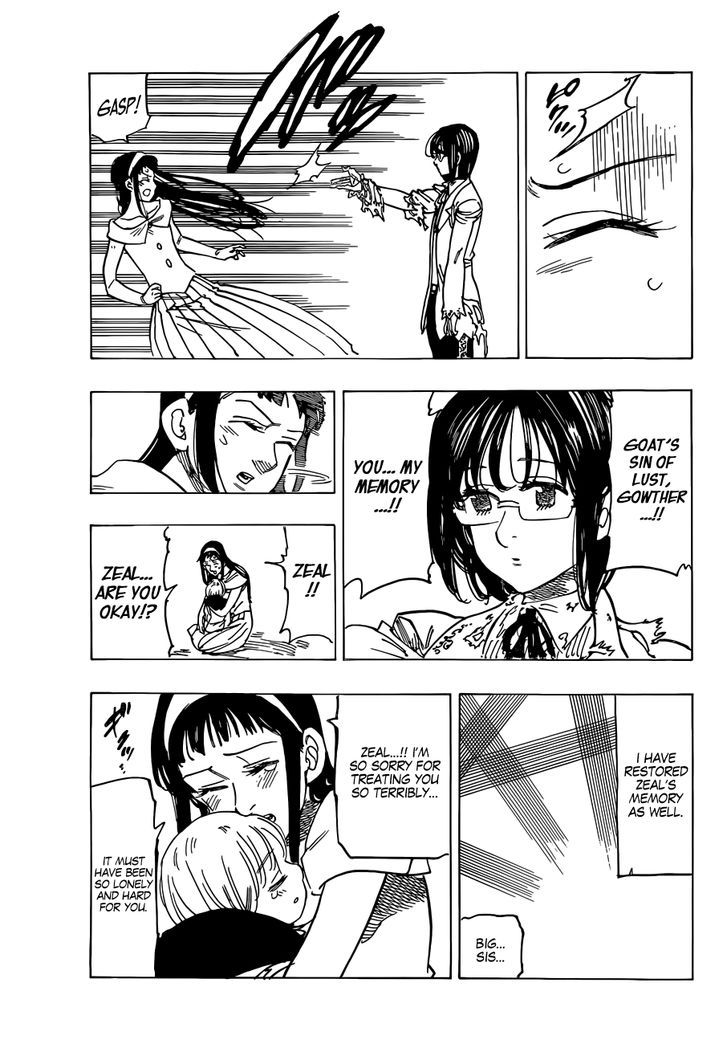 ピク
GASP!
GOAT'S
SIN OF
LUST,
GOWTHER
...!!
YOU... MY
MEMORY
...!!
ZEAL
!!
ZEAL...
ARE YOU
OKAY!?
I HAVE
RESTORED
ZEAL'S
MEMORY
AS WELL.
BIG...
SIS...
ZEAL...!! I'M
SO SORRY FOR
TREATING YOU
SO TERRIBLY...
IT MUST
HAVE BEEN
SO LONELY
AND HARD
FOR YOU.